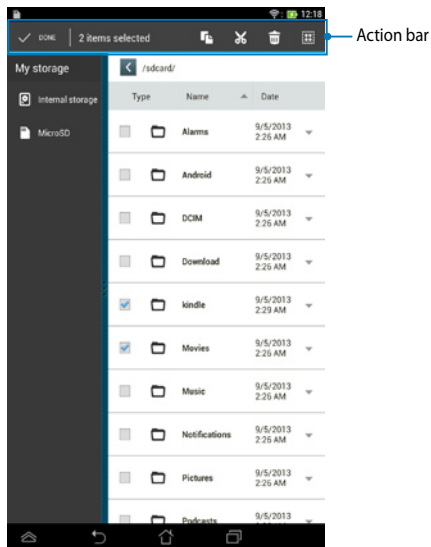 12:18
DONE 2 items selected
Action bar
My storage
/sdcard/
Internal storage
MicroSD
Type Name Date
Alarms 9/5/2013 2:26 AM
Android 9/5/2013 2:26 AM
DCIM 9/5/2013 2:26 AM
Download 9/5/2013 2:26 AM
kindle 9/5/2013 2:29 AM
Movies 9/5/2013 2:26 AM
Music 9/5/2013 2:26 AM
Notifications 9/5/2013 2:26 AM
Pictures 9/5/2013 2:26 AM
Podcasts 9/5/2013